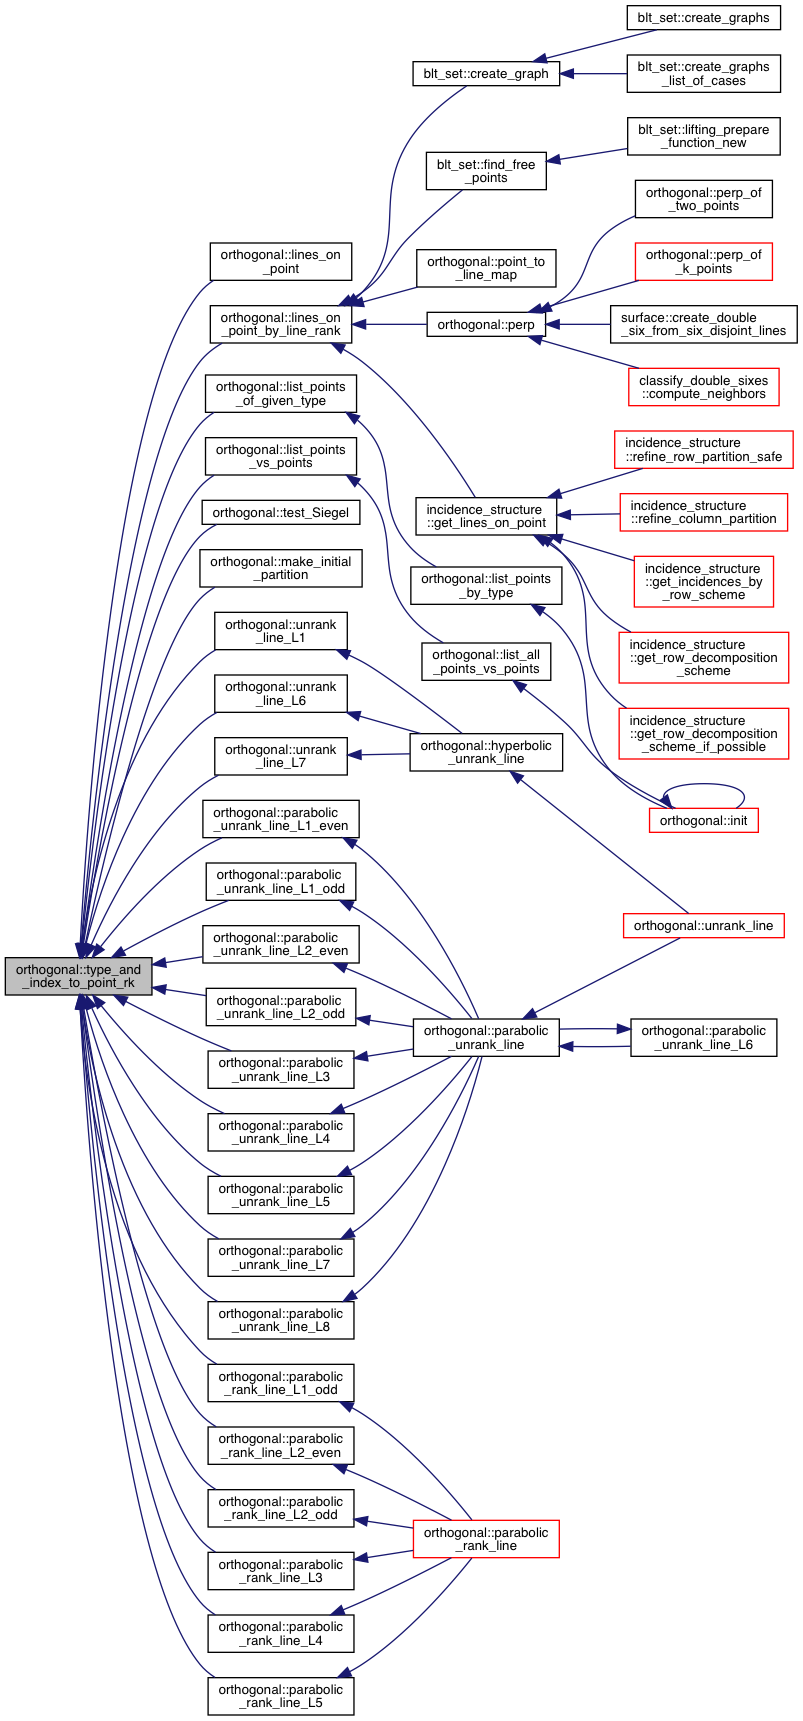 blt_set::create_graphs
blt_set::create_graph
blt_set::create_graphs
_list_of_cases
blt_set::lifting_prepare
_function_new
blt_set::find_free
_points
orthogonal::perp_of
_two_points
orthogonal::lines_on
_point
orthogonal::point_to
_line_map
orthogonal::perp_of
_k_points
orthogonal::lines_on
_point_by_line_rank
orthogonal::perp
surface::create_double
_six_from_six_disjoint_lines
orthogonal::list_points
_of_given_type
classify_double_sixes
::compute_neighbors
orthogonal::list_points
_vs_points
incidence_structure
::refine_row_partition_safe
orthogonal::test_Siegel
incidence_structure
::get_lines_on_point
incidence_structure
::refine_column_partition
orthogonal::make_initial
_partition
orthogonal::list_points
_by_type
incidence_structure
::get_incidences_by
_row_scheme
orthogonal::unrank
_line_L1
orthogonal::list_all
_points_vs_points
incidence_structure
::get_row_decomposition
_scheme
orthogonal::unrank
_line_L6
incidence_structure
::get_row_decomposition
_scheme_if_possible
orthogonal::unrank
_line_L7
orthogonal::hyperbolic
_unrank_line
orthogonal::init
orthogonal::parabolic
_unrank_line_L1_even
orthogonal::parabolic
_unrank_line_L1_odd
orthogonal::unrank_line
orthogonal::parabolic
_unrank_line_L2_even
orthogonal::type_and
_index_to_point_rk
orthogonal::parabolic
_unrank_line_L2_odd
orthogonal::parabolic
_unrank_line
orthogonal::parabolic
_unrank_line_L6
orthogonal::parabolic
_unrank_line_L3
orthogonal::parabolic
_unrank_line_L4
orthogonal::parabolic
_unrank_line_L5
orthogonal::parabolic
_unrank_line_L7
orthogonal::parabolic
_unrank_line_L8
orthogonal::parabolic
_rank_line_L1_odd
orthogonal::parabolic
_rank_line_L2_even
orthogonal::parabolic
_rank_line_L2_odd
orthogonal::parabolic
_rank_line
orthogonal::parabolic
_rank_line_L3
orthogonal::parabolic
_rank_line_L4
orthogonal::parabolic
_rank_line_L5